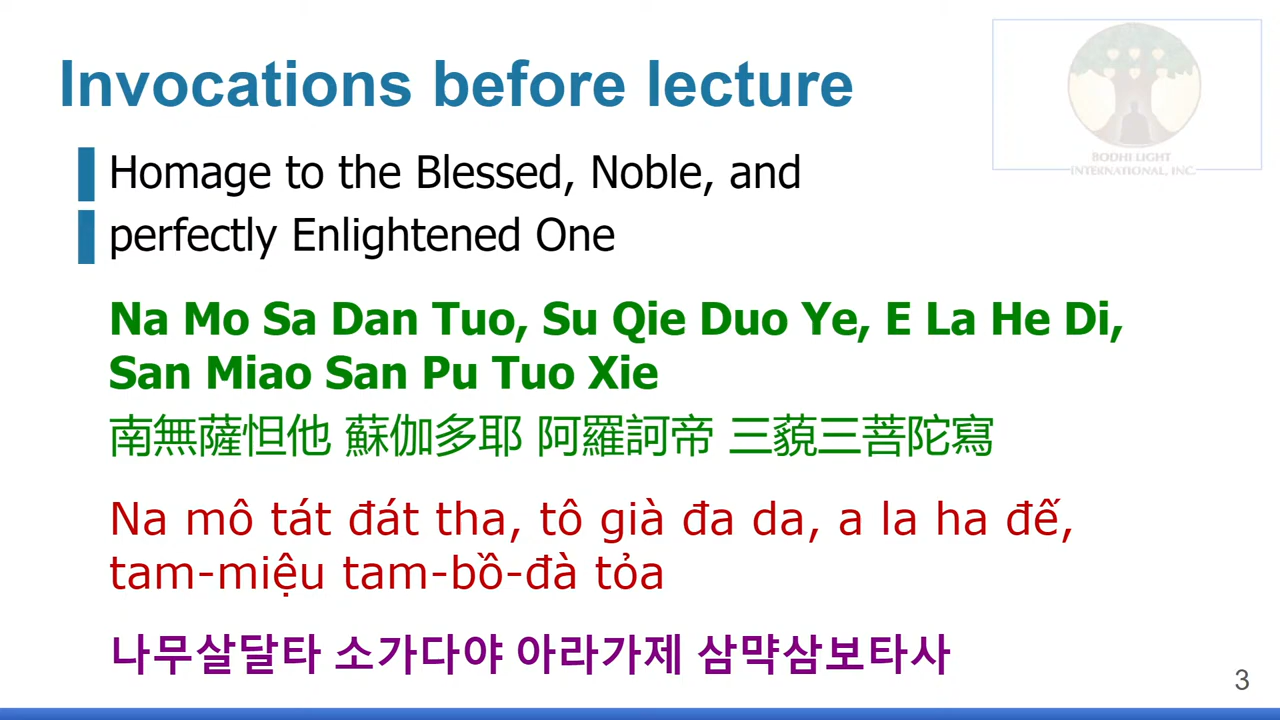 Invocations before lecture
BODHI LIGHT
INTERNATIONAL, INC.
Homage to the Blessed, Noble, and
perfectly Enlightened One
Na Mo Sa Dan Tuo, Su Qie Duo Ye, E La He Di,
San Miao San Pu Tuo Xie
南無薩怛他 蘇伽多耶 阿羅訶帝 三藐三菩陀寫
Na mô tát đát tha, tô già đa da, a la ha đế,
tam-miệu tam-bồ-đà tỏa
나무살달타 소가다야 아라가제 삼먁삼보타사
3